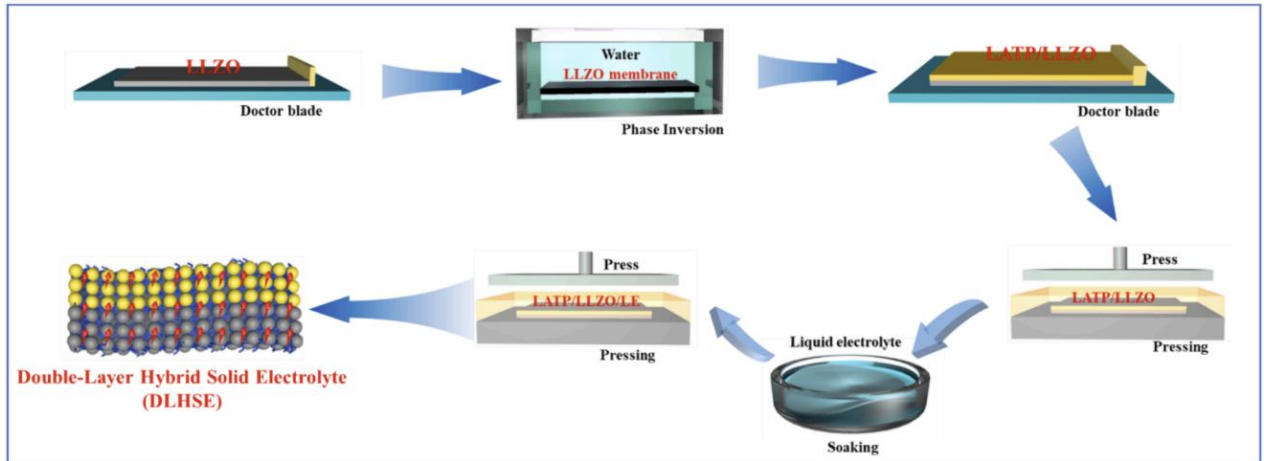 LLZO
Doctor blade
Water
LLZO membrane
Phase Inversion
LATP/LLZO
Doctor blade
Press
LATP/LLZO
Pressing
Liquid electrolyte
Soaking
Press
LATP/LLZO/LE
Pressing
Double-Layer Hybrid Solid Electrolyte
(DLHSE)